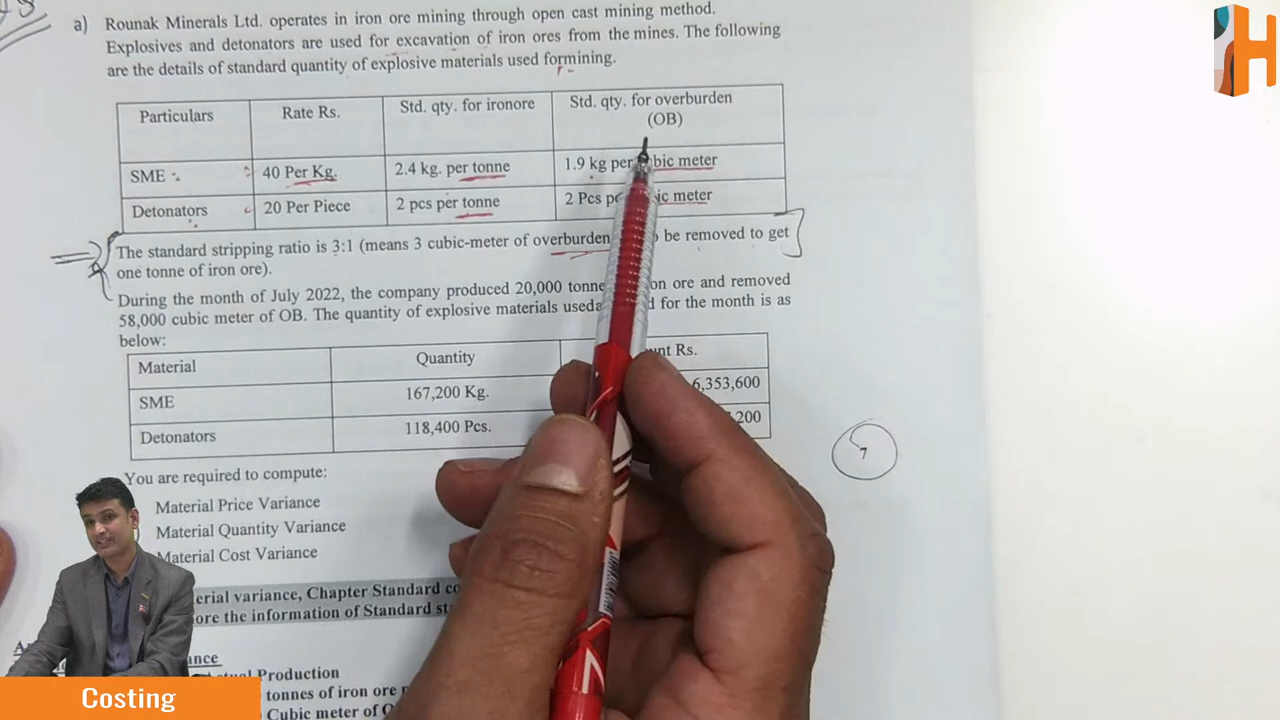 a) Rounak Minerals Ltd. operates in iron ore mining through open cast mining method.
Explosives and detonators are used for excavation of iron ores from the mines. The following
are the details of standard quantity of explosive materials used formining.
Particulars Rate Rs. Std. qty. for ironore Std. qty. for overburden
(OB)
SME 40 Per Kg. 2.4 kg. per tonne 1.9 kg per bic meter
Detonators 20 Per Piece 2 pcs per tonne 2 Pcs pe ic meter
The standard stripping ratio is 3:1 (means 3 cubic-meter of overburden o be removed to get
one tonne of iron ore).
During the month of July 2022, the company produced 20,000 tonne on ore and removed
58,000 cubic meter of OB. The quantity of explosive materials used for the month is as
below:
Material Quantity unt Rs.
SME 167,200 Kg. 6,353,600
Detonators 118,400 Pcs. ,200
7
You are required to compute:
Material Price Variance
Material Quantity Variance
Material Cost Variance
erial variance, Chapter Standard co
ore the information of Standard st
ance
Production
tonnes of iron ore
Cubic meter of O
Costing
H